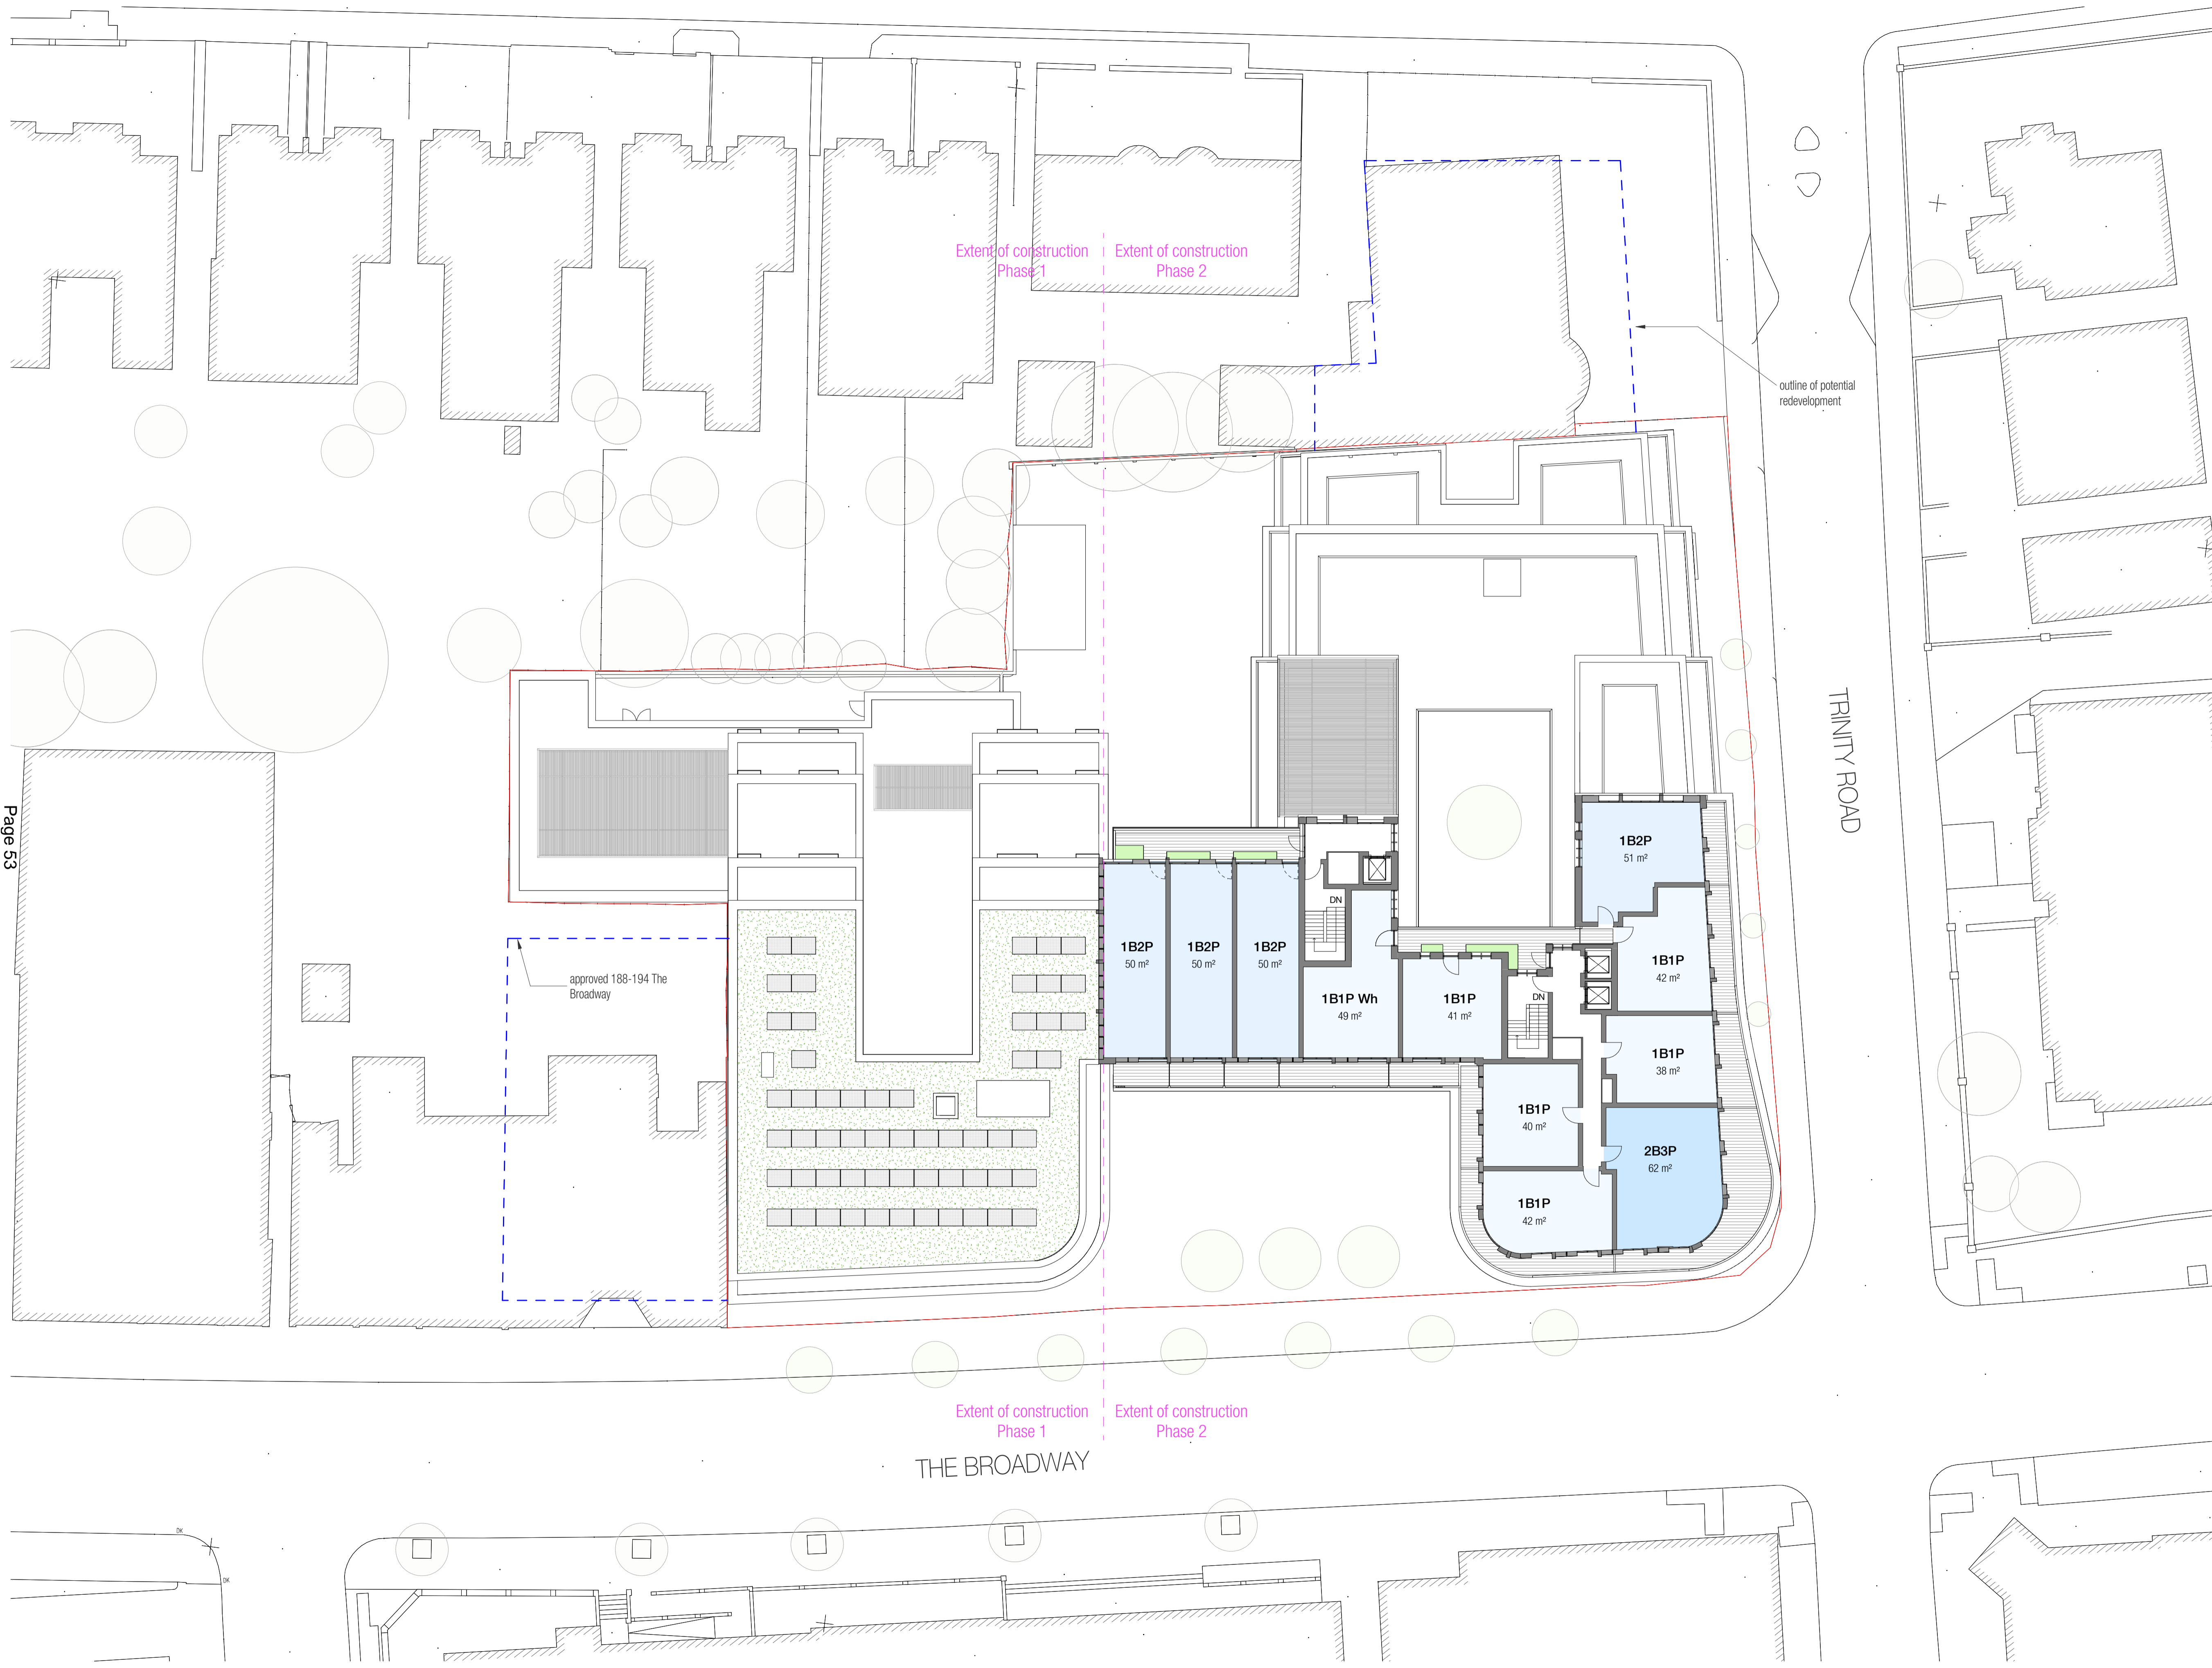 Extent of construction
Phase 1
Extent of construction
Phase 2
outline of potential
redevelopment
TRINITY ROAD
Page 53
1B2P
51 m²
DN
1B2P
50 m²
1B2P
50 m²
1B2P
50 m²
1B1P Wh
49 m²
1B1P
41 m²
DN
1B1P
42 m²
1B1P
38 m²
1B1P
40 m²
2B3P
62 m²
1B1P
42 m²
approved 188-194 The
Broadway
Extent of construction
Phase 1
Extent of construction
Phase 2
THE BROADWAY
DK
DK